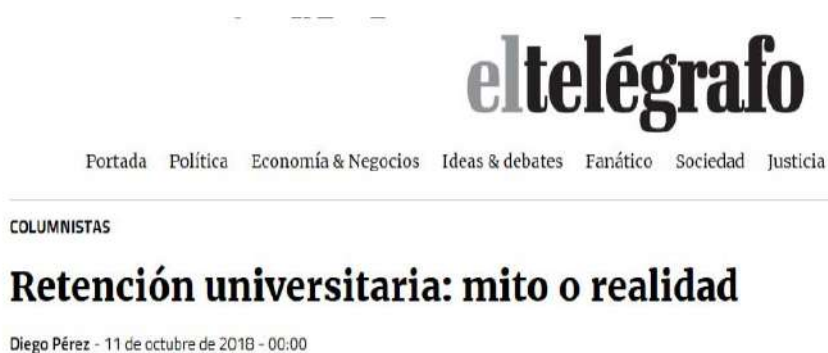 eltelégrafo
Portada Política Economía & Negocios Ideas & debates Fanático Sociedad Justicia
COLUMNISTAS
Retención universitaria: mito o realidad
Diego Pérez - 11 de octubre de 2018 - 00:00